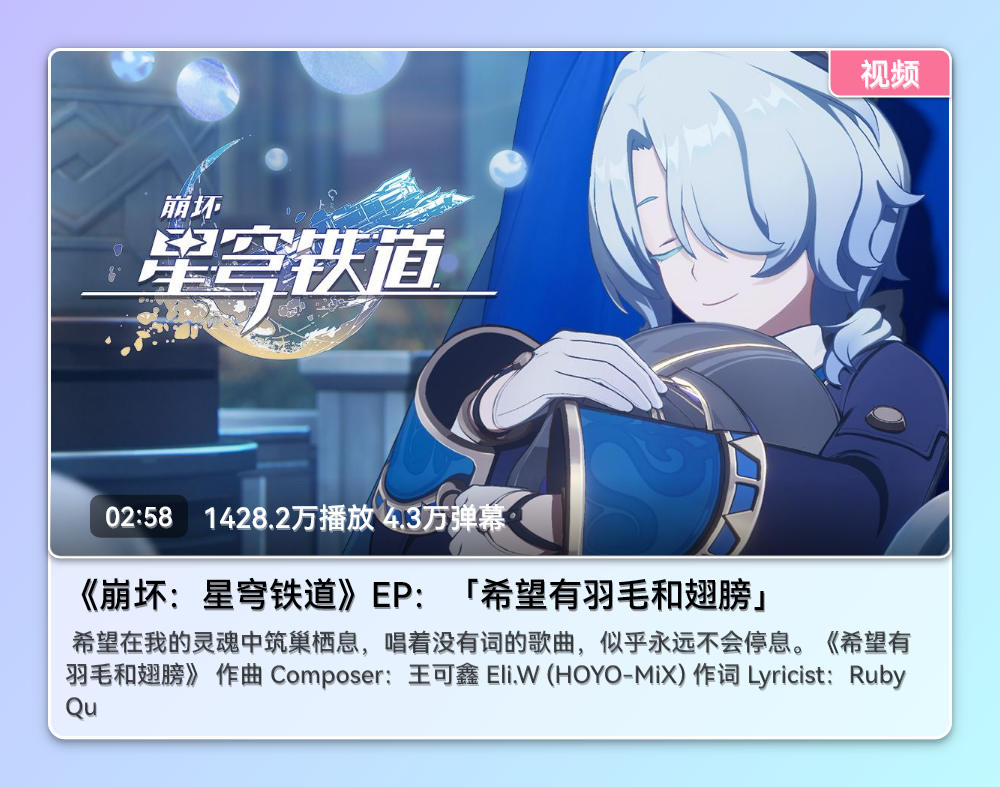 视频
崩坏
星穹铁道
02:58 1428.2万播放 4.3万弹幕
《崩坏：星穹铁道》EP：「希望有羽毛和翅膀」
希望在我的灵魂中筑巢栖息，唱着没有词的歌曲，似乎永远不会停息。《希望有
羽毛和翅膀》 作曲 Composer：王可鑫 Eli.W (HOYO-MiX) 作词 Lyricist：Ruby
Qu